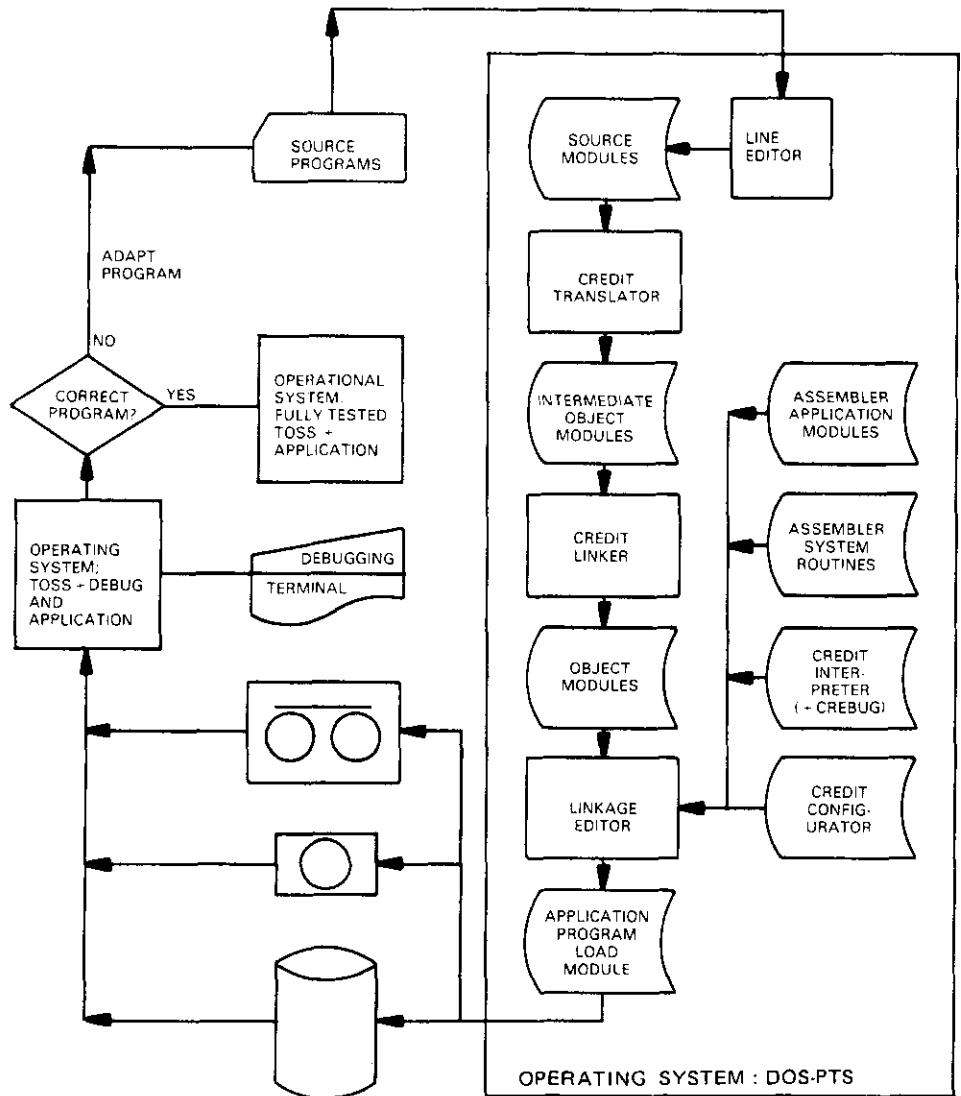 SOURCE
PROGRAMS
SOURCE
MODULES
LINE
EDITOR
ADAPT
PROGRAM
CREDIT
TRANSLATOR
NO
CORRECT
PROGRAM?
YES
OPERATIONAL
SYSTEM.
FULLY TESTED
TOSS +
APPLICATION
INTERMEDIATE
OBJECT
MODULES
ASSEMBLER
APPLICATION
MODULES
OPERATING
SYSTEM;
TOSS + DEBUG
AND
APPLICATION
DEBUGGING
TERMINAL
CREDIT
LINKER
ASSEMBLER
SYSTEM
ROUTINES
OBJECT
MODULES
CREDIT
INTER-
PRETER
(+ CREBUG)
LINKAGE
EDITOR
CREDIT
CONFIG-
URATOR
APPLICATION
PROGRAM
LOAD
MODULE
OPERATING SYSTEM : DOS-PTS